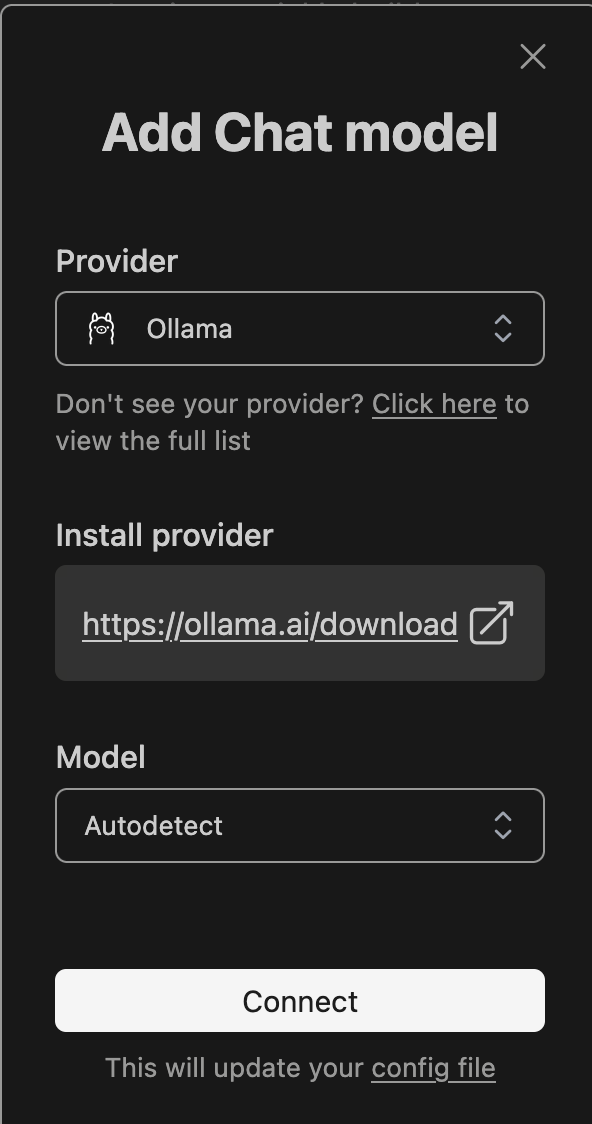 Add Chat model
Provider
Ollama
Don't see your provider? Click here to
view the full list
Install provider
https://ollama.ai/download
Model
Autodetect
Connect
This will update your config file